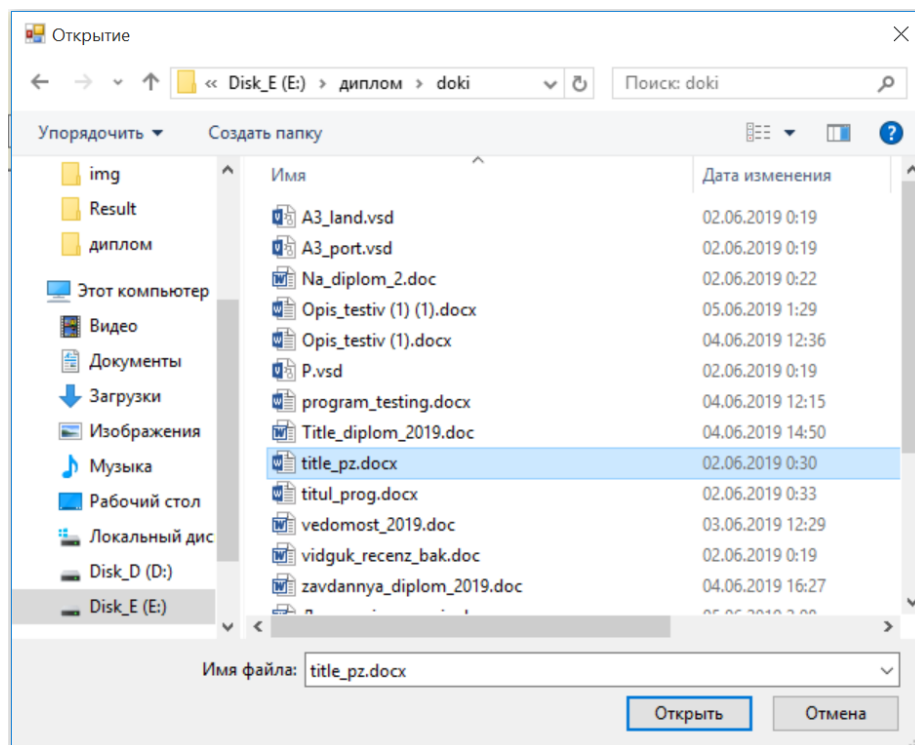 Открытие
« Disk_E (E:) › диплом › doki
Поиск: doki
Упорядочить
Создать папку
img
Result
диплом
Этот компьютер
Видео
Документы
Загрузки
Изображения
Музыка
Рабочий стол
Локальный дис
Disk_D (D:)
Disk_E (E:)
Имя Дата изменения
A3_land.vsd 02.06.2019 0:19
A3_port.vsd 02.06.2019 0:19
Na_diplom_2.doc 02.06.2019 0:22
Opis_testiv (1) (1).docx 05.06.2019 1:29
Opis_testiv (1).docx 04.06.2019 12:36
P.vsd 02.06.2019 0:19
program_testing.docx 04.06.2019 12:15
Title_diplom_2019.doc 04.06.2019 14:50
title_pz.docx 02.06.2019 0:30
titul_prog.docx 02.06.2019 0:33
vedomost_2019.doc 03.06.2019 12:29
vidguk_recenz_bak.doc 02.06.2019 0:19
zavdannya_diplom_2019.doc 04.06.2019 16:27
Имя файла: title_pz.docx
Открыть Отмена